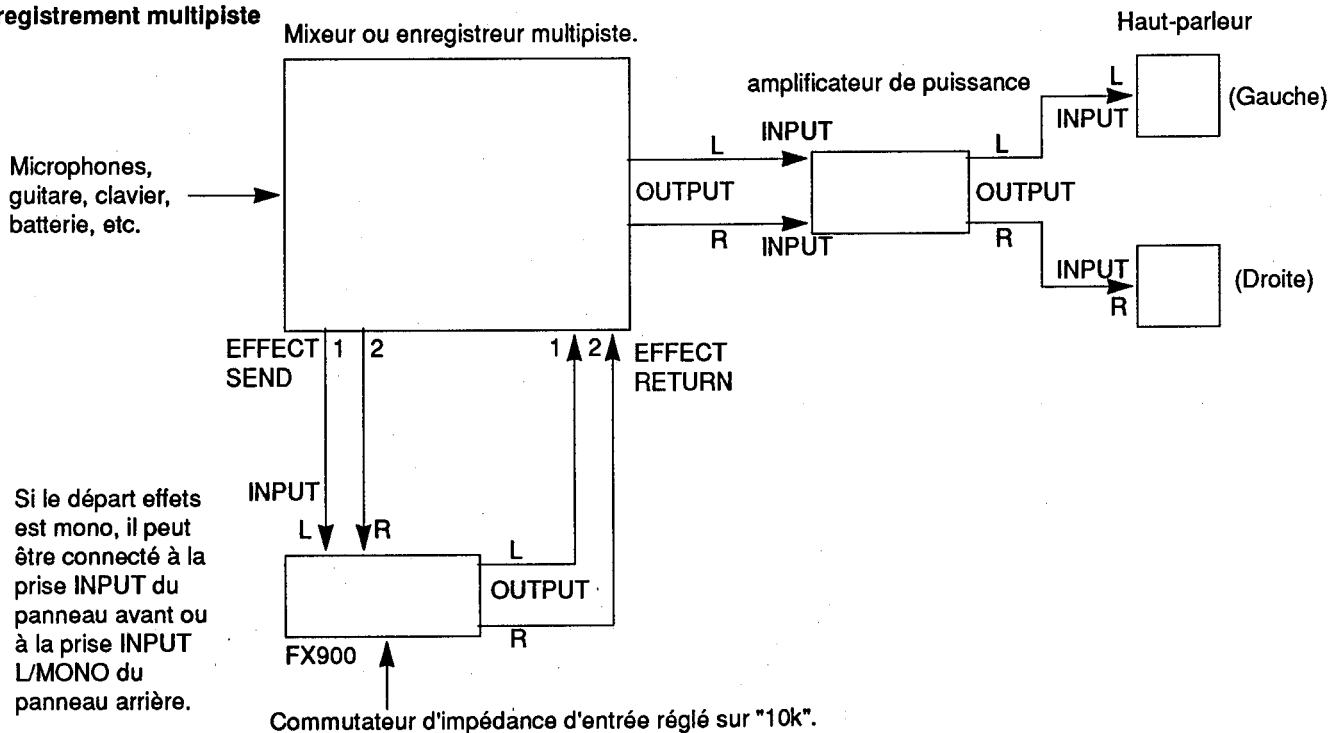 registrement multipiste
Mixeur ou enregistreur multipiste.
Haut-parleur
amplificateur de puissance
L
INPUT
(Gauche)
Microphones,
guitare, clavier,
batterie, etc.
L
INPUT
OUTPUT
R
INPUT
L
OUTPUT
R
INPUT
R
(Droite)
EFFECT
SEND
1
2
1
2
EFFECT
RETURN
INPUT
L
R
Si le départ effets
est mono, il peut
être connecté à la
prise INPUT du
panneau avant ou
à la prise INPUT
L/MONO du
panneau arrière.
L
OUTPUT
R
FX900
Commutateur d'impédance d'entrée réglé sur "10k".